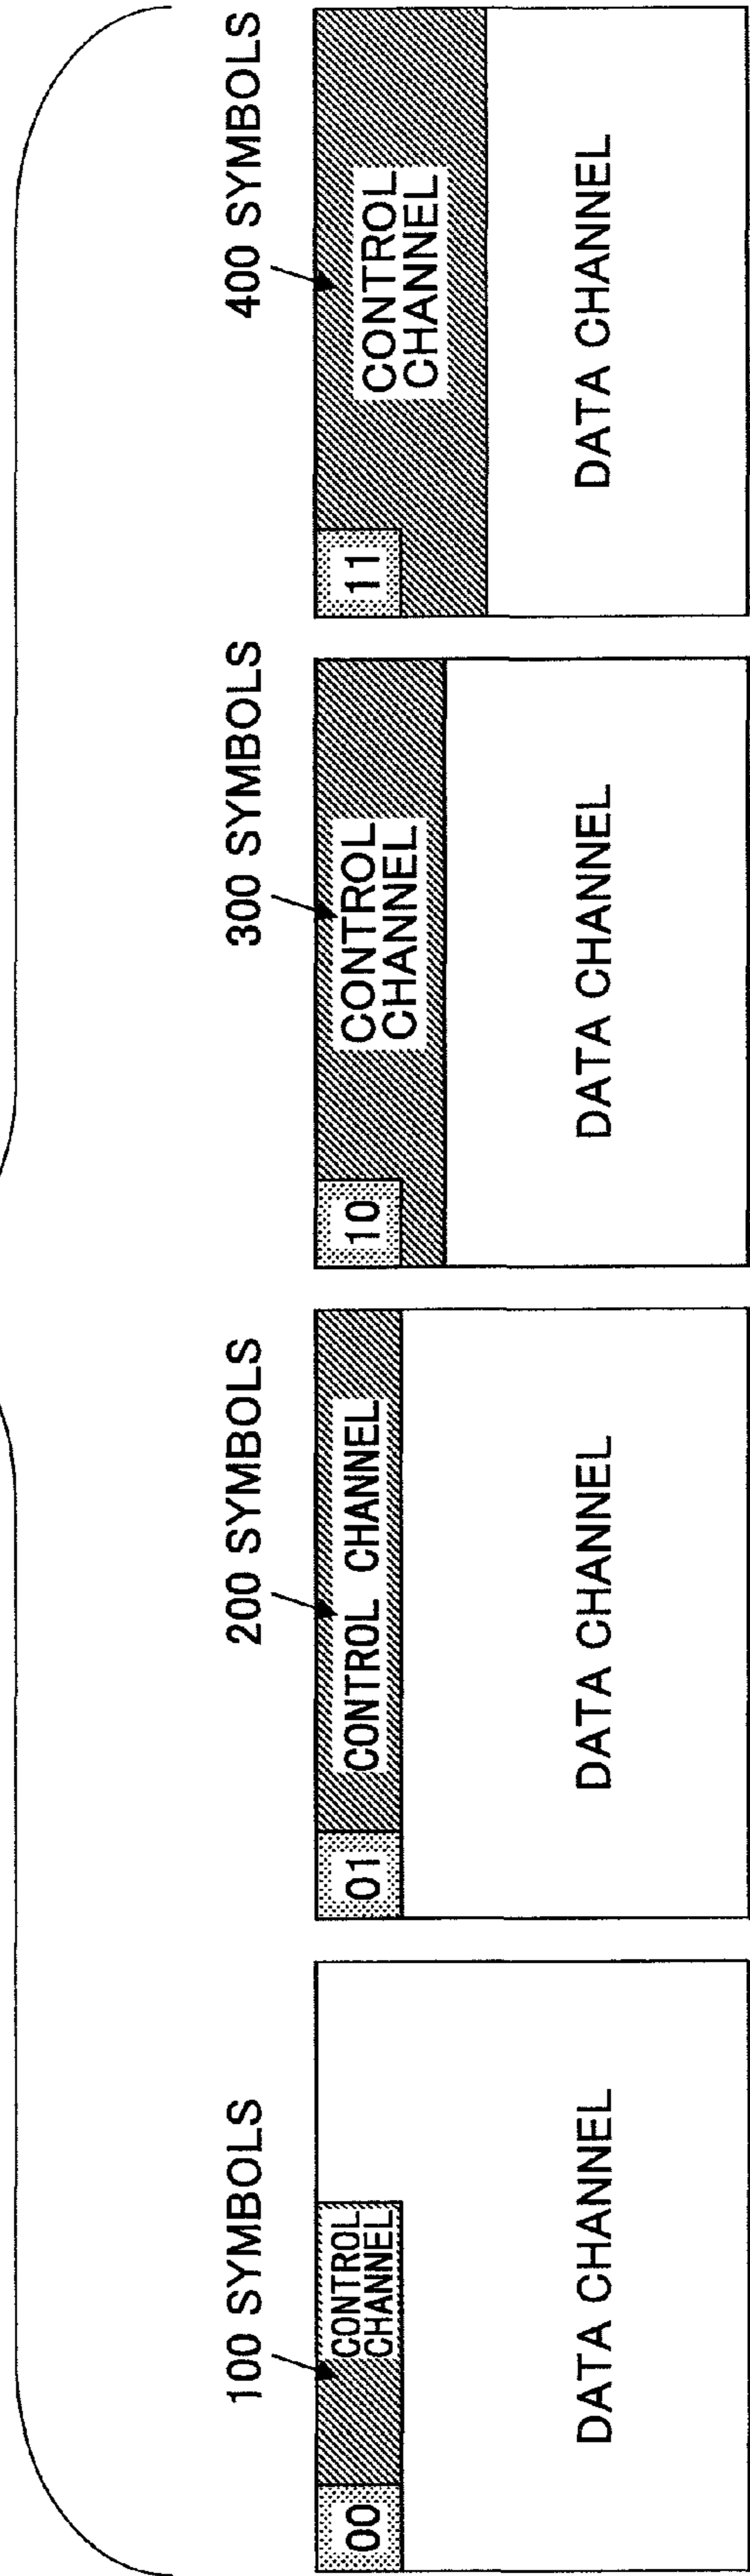 100 SYMBOLS
00
CONTROL
CHANNEL
DATA CHANNEL
200 SYMBOLS
01
CONTROL CHANNEL
DATA CHANNEL
300 SYMBOLS
10
CONTROL
CHANNEL
DATA CHANNEL
400 SYMBOLS
11
CONTROL
CHANNEL
DATA CHANNEL